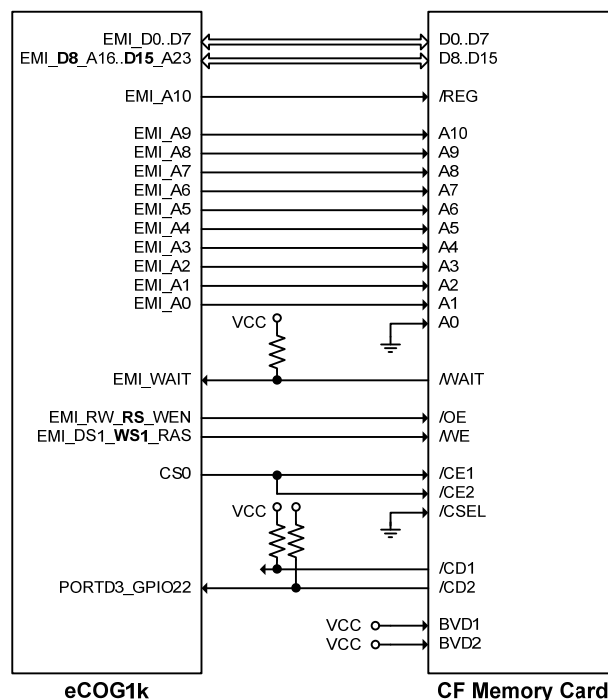 EMI_D0..D7 D0..D7
EMI_D8_A16..D15_A23 D8..D15
EMI_A10 /REG
EMI_A9 A10
EMI_A8 A9
EMI_A7 A8
EMI_A6 A7
EMI_A5 A6
EMI_A4 A5
EMI_A3 A4
EMI_A2 A3
EMI_A1 A2
EMI_A0 A1
VCC A0
EMI_WAIT /WAIT
EMI_RW_RS_WEN /OE
EMI_DS1_WS1_RAS /WE
CS0 /CE1
/CE2
VCC /CSEL
/CD1
PORTD3_GPIO22 /CD2
VCC BVD1
VCC BVD2
eCOG1k CF Memory Card